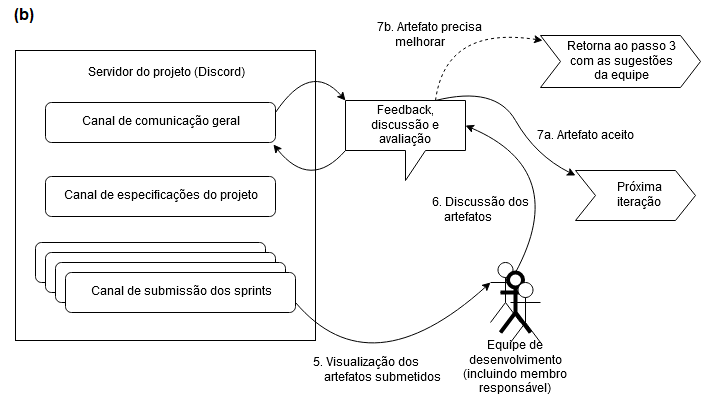 (b)
7b. Artefato precisa
melhorar
Retorna ao passo 3
com as sugestões
da equipe
Servidor do projeto (Discord)
Canal de comunicação geral
Feedback,
discussão e
avaliação
7a. Artefato aceito
Canal de especificações do projeto
Próxima
iteração
6. Discussão dos
artefatos
Canal de submissão dos sprints
5. Visualização dos
artefatos submetidos
Equipe de
desenvolvimento
(incluindo membro
responsável)